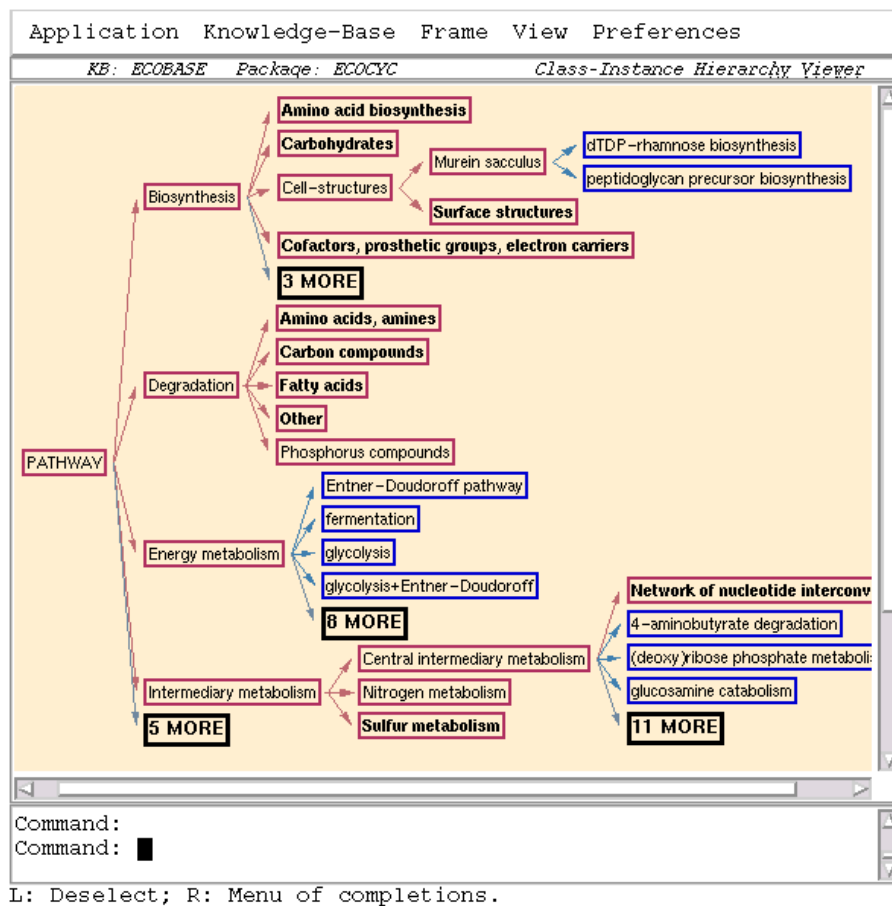 Application Knowledge-Base Frame View Preferences
KB: ECOBASE Package: ECOCYC Class-Instance Hierarchy Viewer
Amino acid biosynthesis
Carbohydrates
dTDP-rhamnose biosynthesis
Murein sacculus
peptidoglycan precursor biosynthesis
Cell-structures
Biosynthesis
Surface structures
Cofactors, prosthetic groups, electron carriers
3 MORE
Amino acids, amines
Carbon compounds
Degradation
Fatty acids
Other
Phosphorus compounds
PATHWAY
Entner-Doudoroff pathway
fermentation
Energy metabolism
glycolysis
glycolysis+Entner-Doudoroff
Network of nucleotide interconv
8 MORE
4-aminobutyrate degradation
Central intermediary metabolism
(deoxy)ribose phosphate metaboli
Intermediary metabolism
Nitrogen metabolism
glucosamine catabolism
5 MORE
Sulfur metabolism
11 MORE
Command:
Command:
L: Deselect; R: Menu of completions.